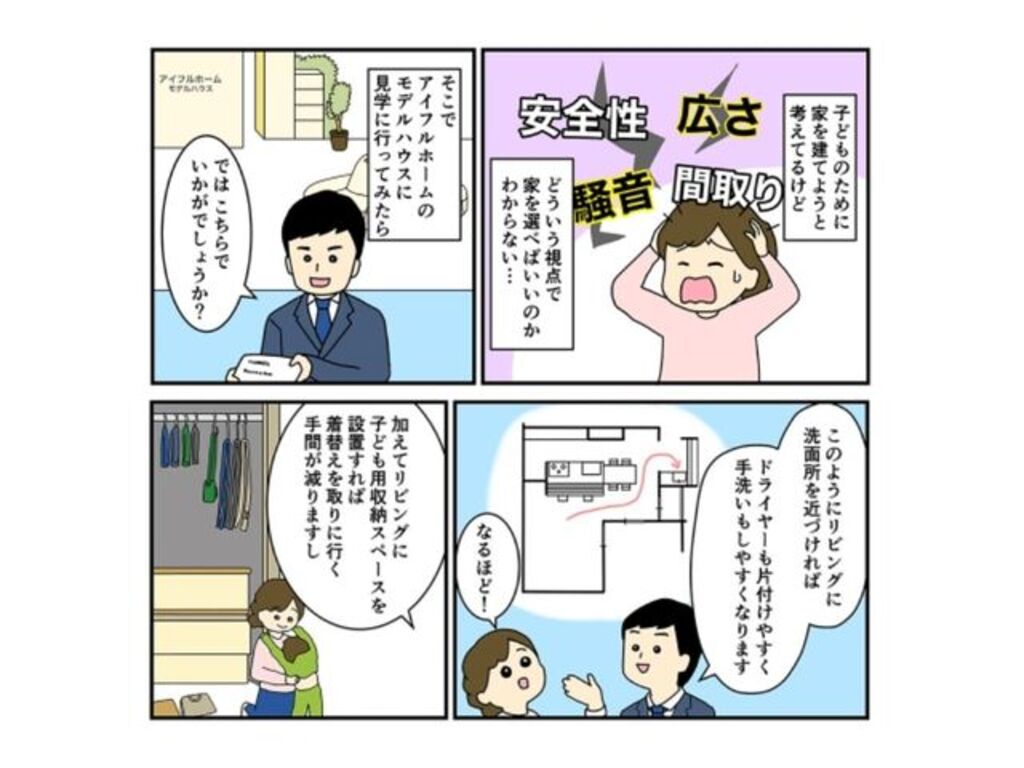 子どものために
家を建てようと
考えてるけど
安全性
広さ
騒音
間取り
どういう視点で
家を選べばいいのか
わからない…
そこで
アイフルホームの
モデルハウスに
見学に行ってみたら
アイフルホーム
モデルハウス
では こちらで
いかがでしょうか?
このようにリビングに
洗面所を近づければ
ドライヤーも片付けやすく
手洗いもしやすくなります
なるほど!
加えてリビングに
子ども用収納スペースを
設置すれば
着替えを取りに行く
手間が減りますし